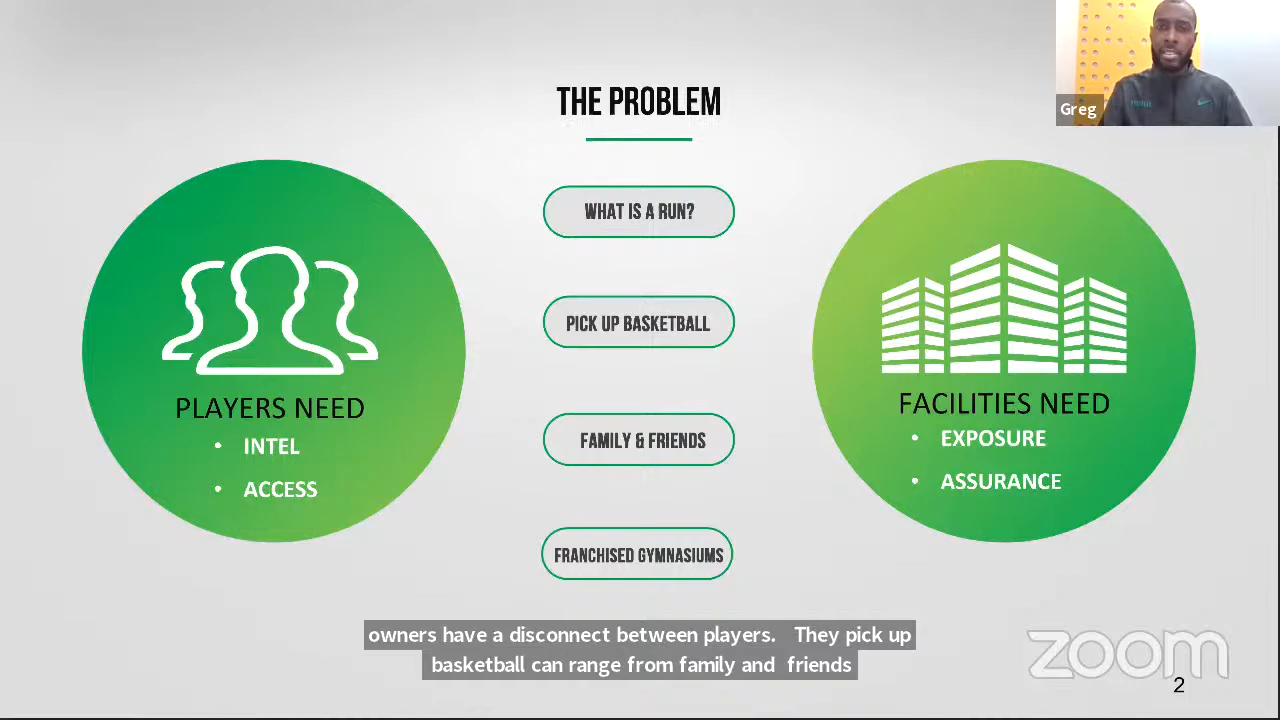 Greg
THE PROBLEM
WHAT IS A RUN?
PICK UP BASKETBALL
FAMILY & FRIENDS
FRANCHISED GYMNASIUMS
PLAYERS NEED
• INTEL
• ACCESS
FACILITIES NEED
• EXPOSURE
• ASSURANCE
owners have a disconnect between players. They pick up
basketball can range from family and friends
zoom
2